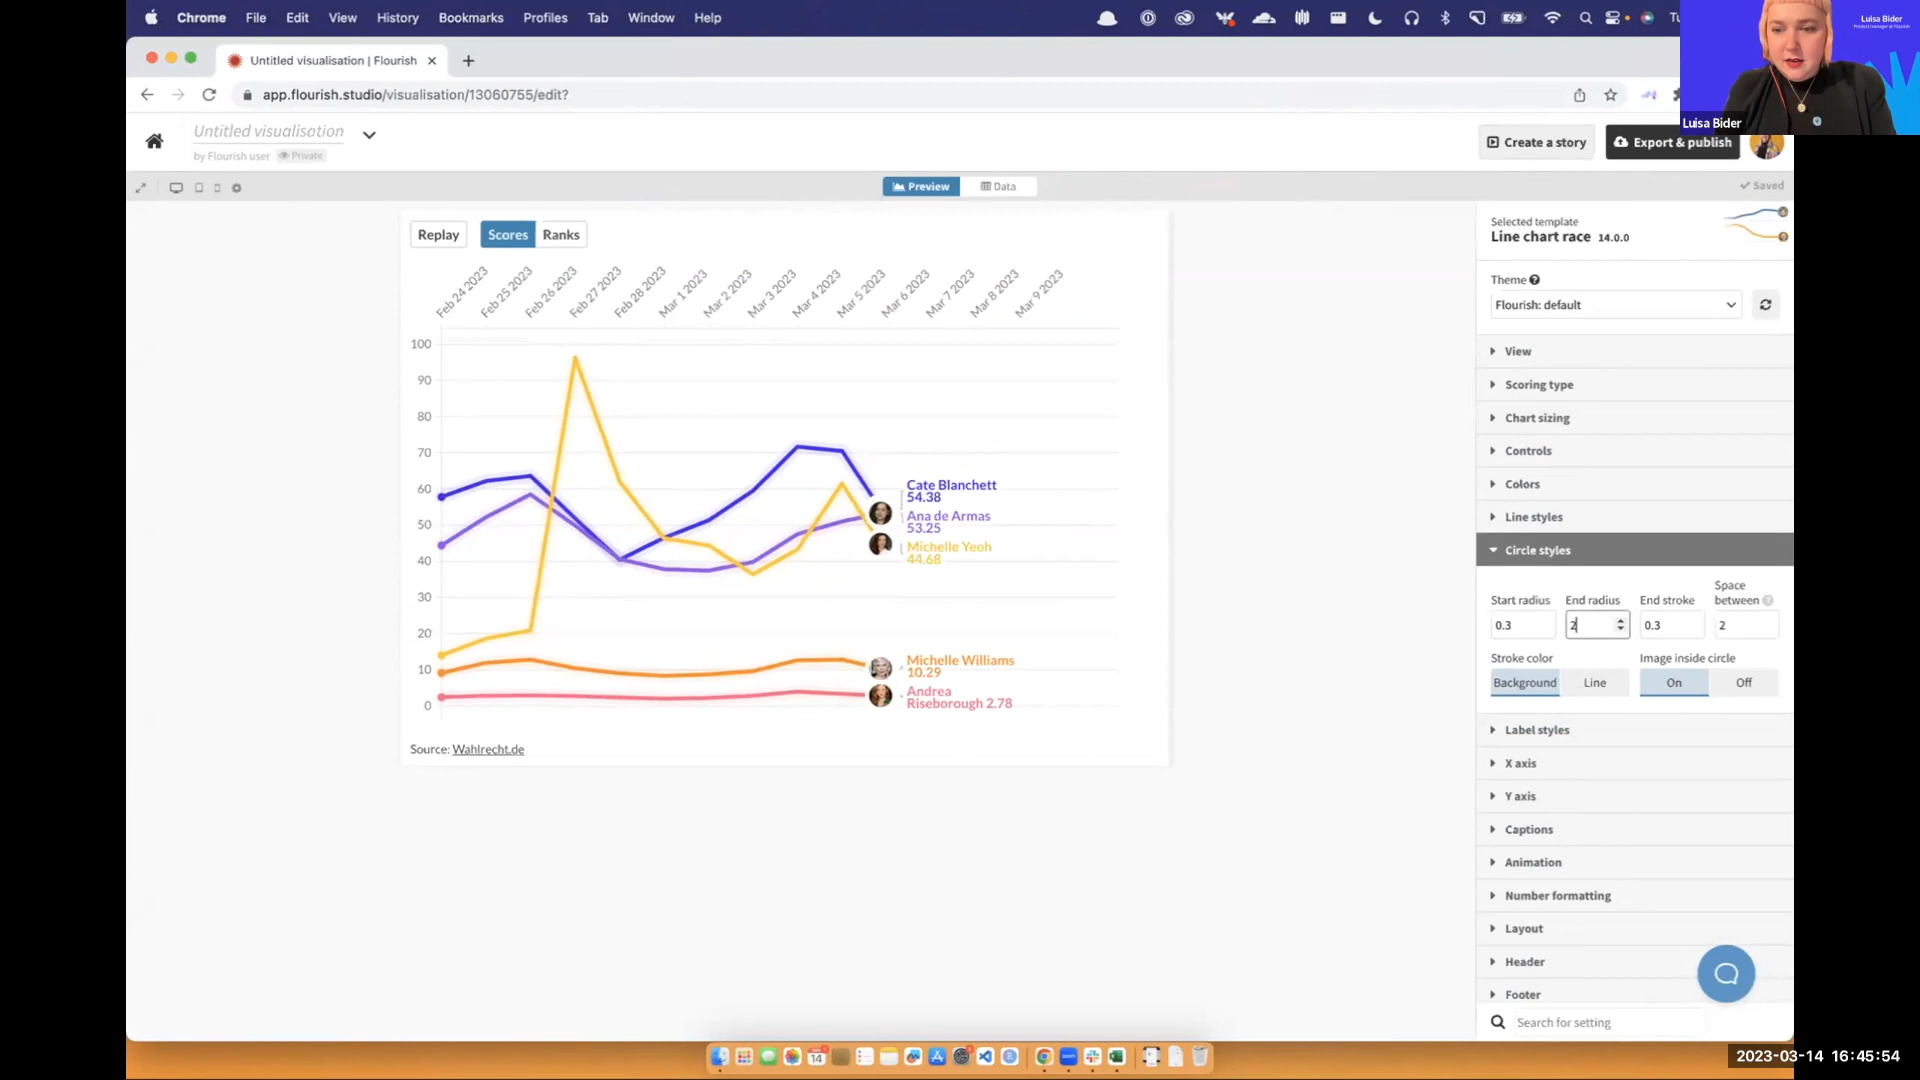 Chrome File Edit View History Bookmarks Profiles Tab Window Help
Luisa Bider
Product manager at Flourish
Luisa Bider
Untitled visualisation | Flourish
app.flourish.studio/visualisation/13060755/edit?
Untitled visualisation
by Flourish user Private
Create a story
Export & publish
Preview Data
Saved
Replay Scores Ranks
Feb 24 2023
Feb 25 2023
Feb 26 2023
Feb 27 2023
Feb 28 2023
Mar 1 2023
Mar 2 2023
Mar 3 2023
Mar 4 2023
Mar 5 2023
Mar 6 2023
Mar 7 2023
Mar 8 2023
Mar 9 2023
100
90
80
70
60
50
40
30
20
10
0
Cate Blanchett
54.38
Ana de Armas
53.25
Michelle Yeoh
44.68
Michelle Williams
10.29
Andrea
Riseborough 2.78
Source: Wahlrecht.de
Selected template
Line chart race 14.0.0
Theme
Flourish: default
View
Scoring type
Chart sizing
Controls
Colors
Line styles
Circle styles
Start radius End radius End stroke Space between
0.3 2 0.3 2
Stroke color Image inside circle
Background Line On Off
Label styles
X axis
Y axis
Captions
Animation
Number formatting
Layout
Header
Footer
Search for setting
14
2023-03-14 16:45:54